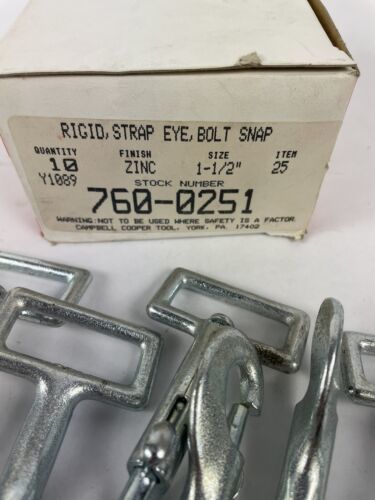 RIGID, STRAP EYE, BOLT SNAP
QUANTITY FINISH SIZE ITEM
10 ZINC 1-1/2" 25
Y1089 STOCK NUMBER
760-0251
WARNING: NOT TO BE USED WHERE SAFETY IS A FACTOR
CAMPBELL COOPER TOOL, YORK, PA. 17402